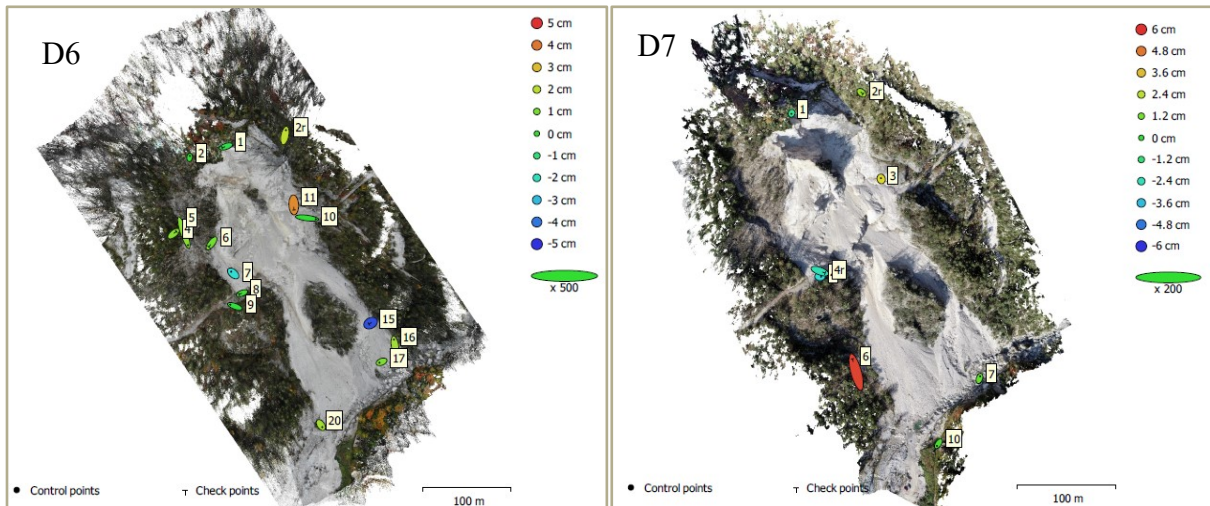 D6
5 cm
4 cm
3 cm
2 cm
1 cm
0 cm
-1 cm
-2 cm
-3 cm
-4 cm
-5 cm
x 500
2r
1
2
11
10
5
4
6
7
8
9
15
16
17
20
Control points
Check points
100 m
D7
6 cm
4.8 cm
3.6 cm
2.4 cm
1.2 cm
0 cm
-1.2 cm
-2.4 cm
-3.6 cm
-4.8 cm
-6 cm
x 200
2r
1
3
4r
6
7
10
Control points
Check points
100 m